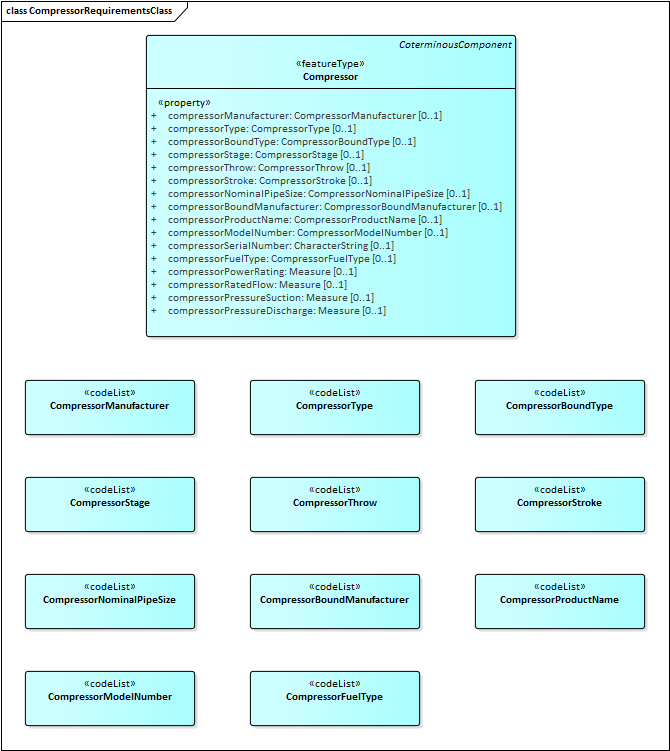 class CompressorRequirementsClass
CoterminousComponent
«featureType»
Compressor
«property»
+ compressorManufacturer: CompressorManufacturer [0..1]
+ compressorType: CompressorType [0..1]
+ compressorBoundType: CompressorBoundType [0..1]
+ compressorStage: CompressorStage [0..1]
+ compressorThrow: CompressorThrow [0..1]
+ compressorStroke: CompressorStroke [0..1]
+ compressorNominalPipeSize: CompressorNominalPipeSize [0..1]
+ compressorBoundManufacturer: CompressorBoundManufacturer [0..1]
+ compressorProductName: CompressorProductName [0..1]
+ compressorModelNumber: CompressorModelNumber [0..1]
+ compressorSerialNumber: CharacterString [0..1]
+ compressorFuelType: CompressorFuelType [0..1]
+ compressorPowerRating: Measure [0..1]
+ compressorRatedFlow: Measure [0..1]
+ compressorPressureSuction: Measure [0..1]
+ compressorPressureDischarge: Measure [0..1]
«codeList»
CompressorManufacturer
«codeList»
CompressorType
«codeList»
CompressorBoundType
«codeList»
CompressorStage
«codeList»
CompressorThrow
«codeList»
CompressorStroke
«codeList»
CompressorNominalPipeSize
«codeList»
CompressorBoundManufacturer
«codeList»
CompressorProductName
«codeList»
CompressorModelNumber
«codeList»
CompressorFuelType